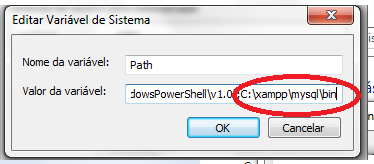 Editar Variável de Sistema
Nome da variável: Path
Valor da variável: dowsPowerShell\v1.0\;C:\xampp\mysql\bin
OK Cancelar